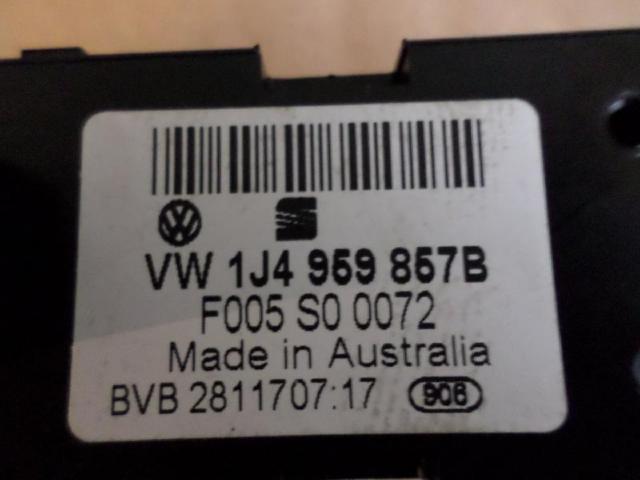 VW 1J4 959 857B
F005 S0 0072
Made in Australia
BVB 2811707:17 906